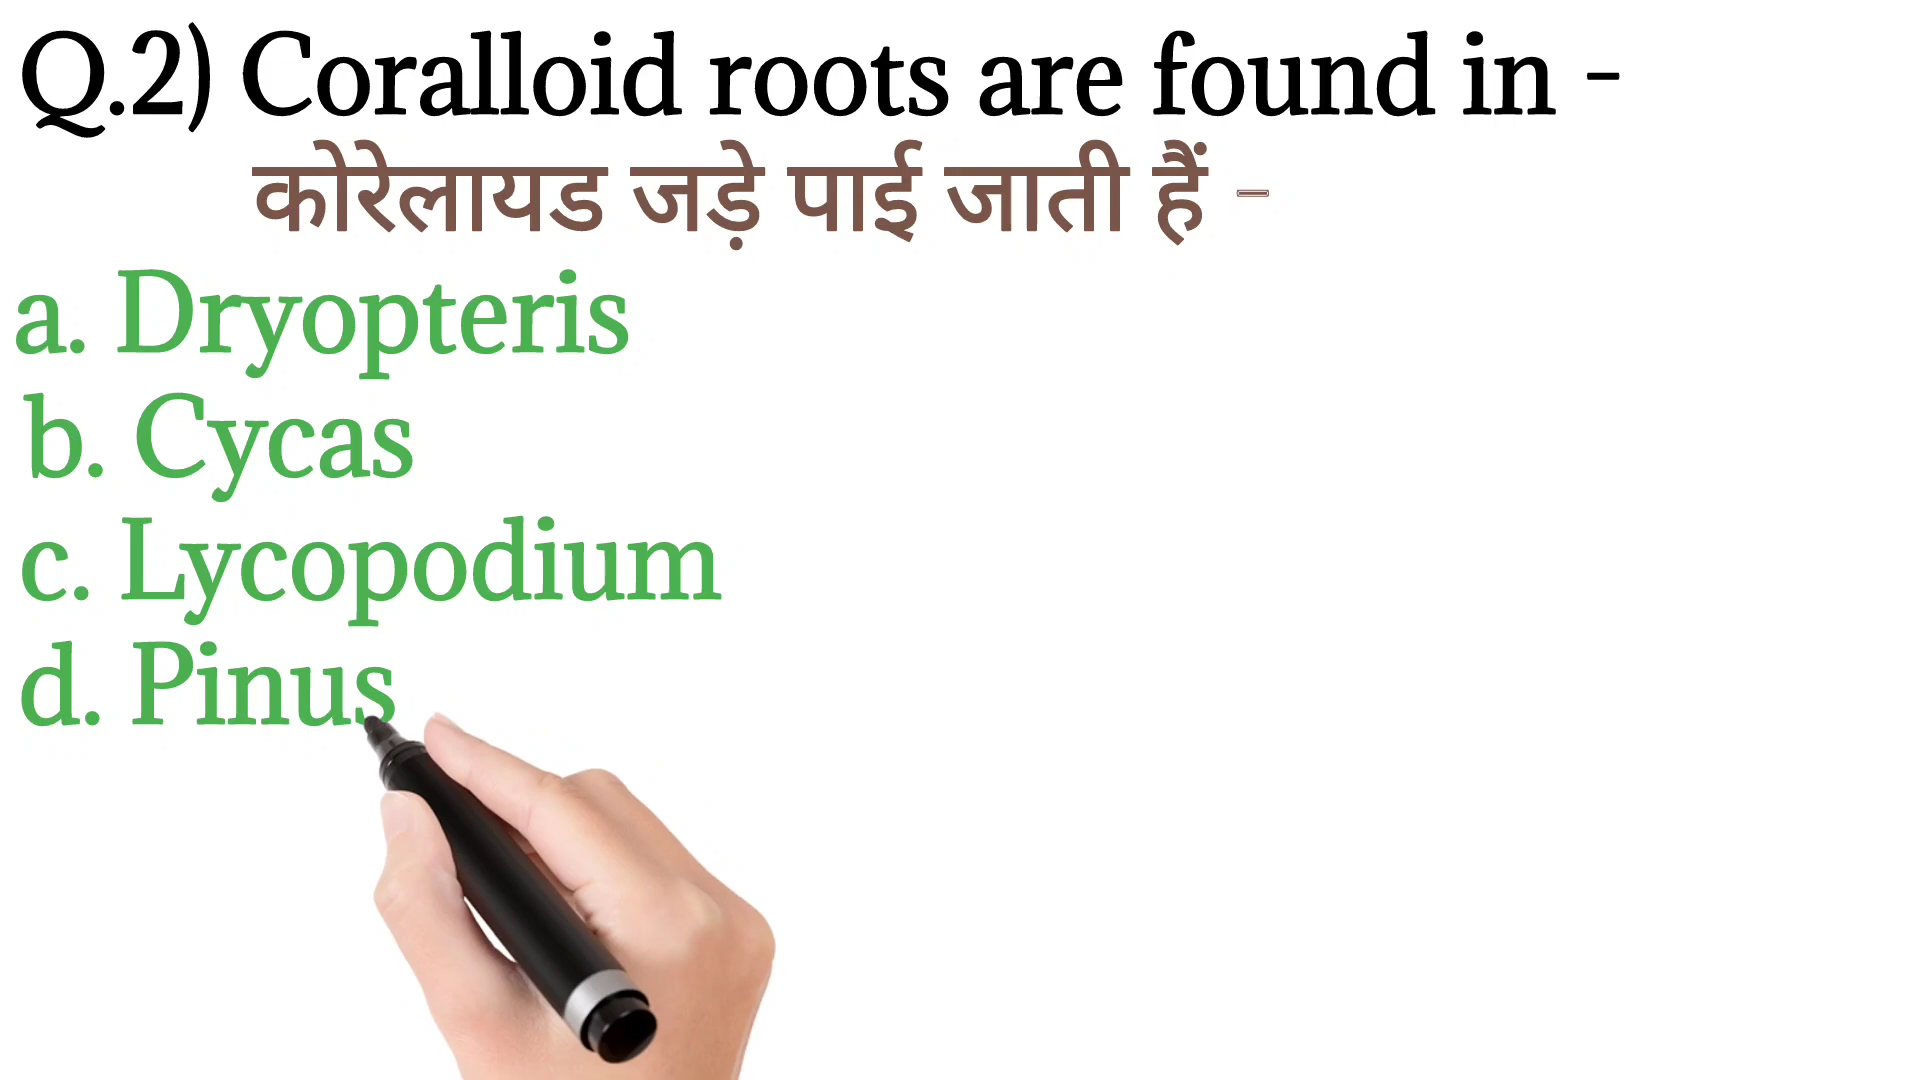 Q.2) Coralloid roots are found in -
कोरेलायड जड़े पाई जाती हैं -
a. Dryopteris
b. Cycas
c. Lycopodium
d. Pinus